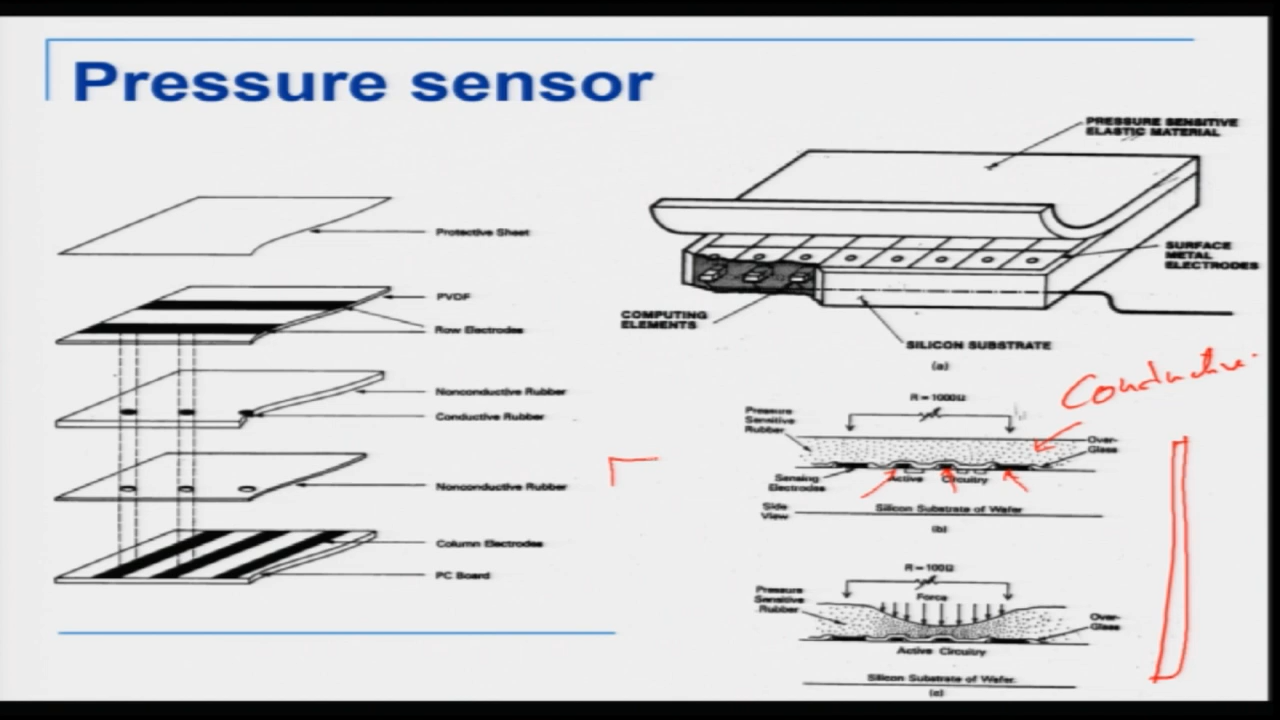 Pressure sensor
Protective Sheet
PVDF
Row Electrodes
Nonconductive Rubber
Conductive Rubber
Nonconductive Rubber
Column Electrodes
PC Board
PRESSURE SENSITIVE
ELASTIC MATERIAL
SURFACE
METAL
ELECTRODES
COMPUTING
ELEMENTS
SILICON SUBSTRATE
(a)
Conductive
R = 1000Ω
Pressure
Sensitive
Rubber
Over-
Glass
Sensing
Electrodes
Active Circuitry
Side
View
Silicon Substrate of Wafer
(b)
R = 100Ω
Force
Pressure
Sensitive
Rubber
Over-
Glass
Active Circuitry
Silicon Substrate of Wafer
(c)